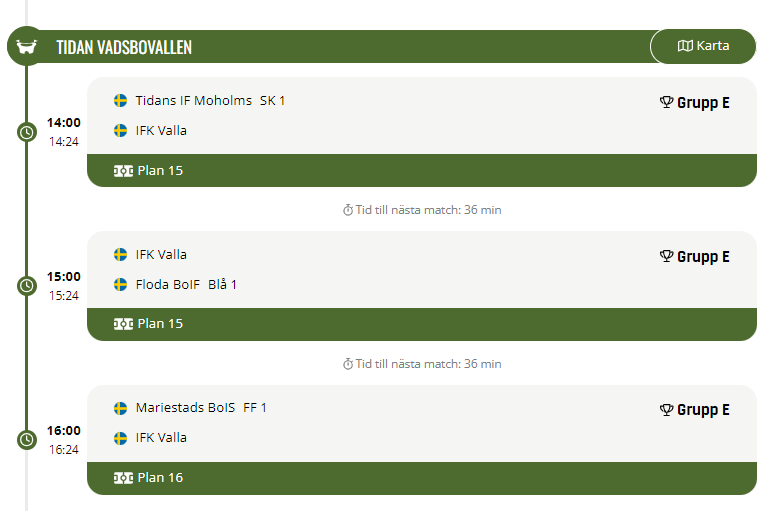 TIDAN VADSBOVALLEN
Karta
14:00
14:24
Tidans IF Moholms SK 1
Grupp E
IFK Valla
Plan 15
Tid till nästa match: 36 min
15:00
15:24
IFK Valla
Grupp E
Floda BoIF Blå 1
Plan 15
Tid till nästa match: 36 min
16:00
16:24
Mariestads BoIS FF 1
Grupp E
IFK Valla
Plan 16